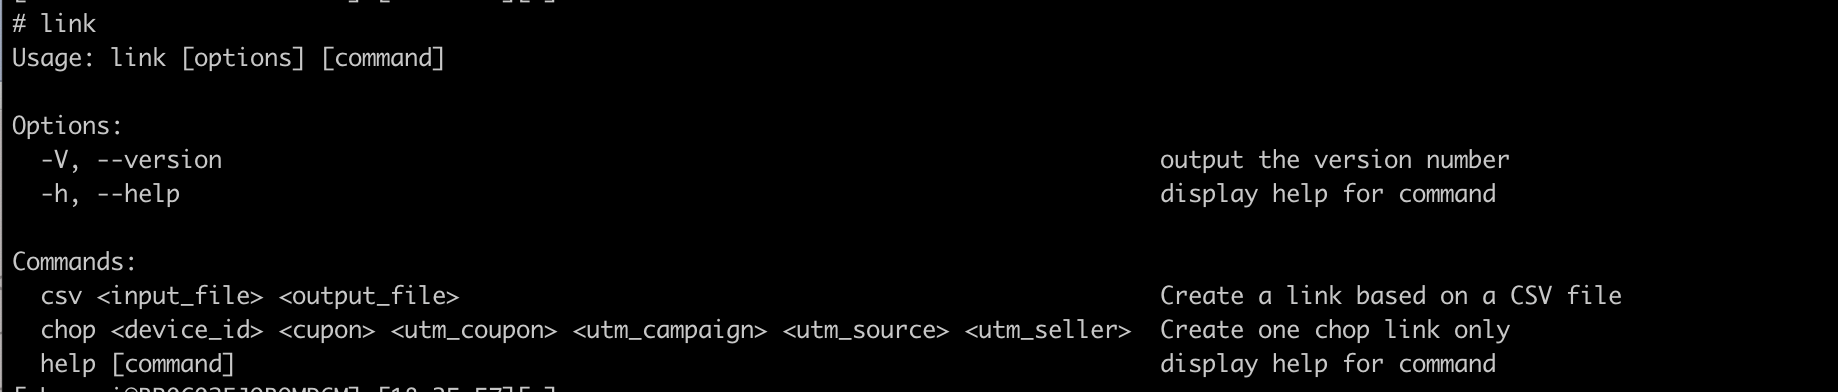 # link
Usage: link [options] [command]
Options:
-V, --version output the version number
-h, --help display help for command
Commands:
csv <input_file> <output_file> Create a link based on a CSV file
chop <device_id> <cupon> <utm_coupon> <utm_campaign> <utm_source> <utm_seller> Create one chop link only
help [command] display help for command